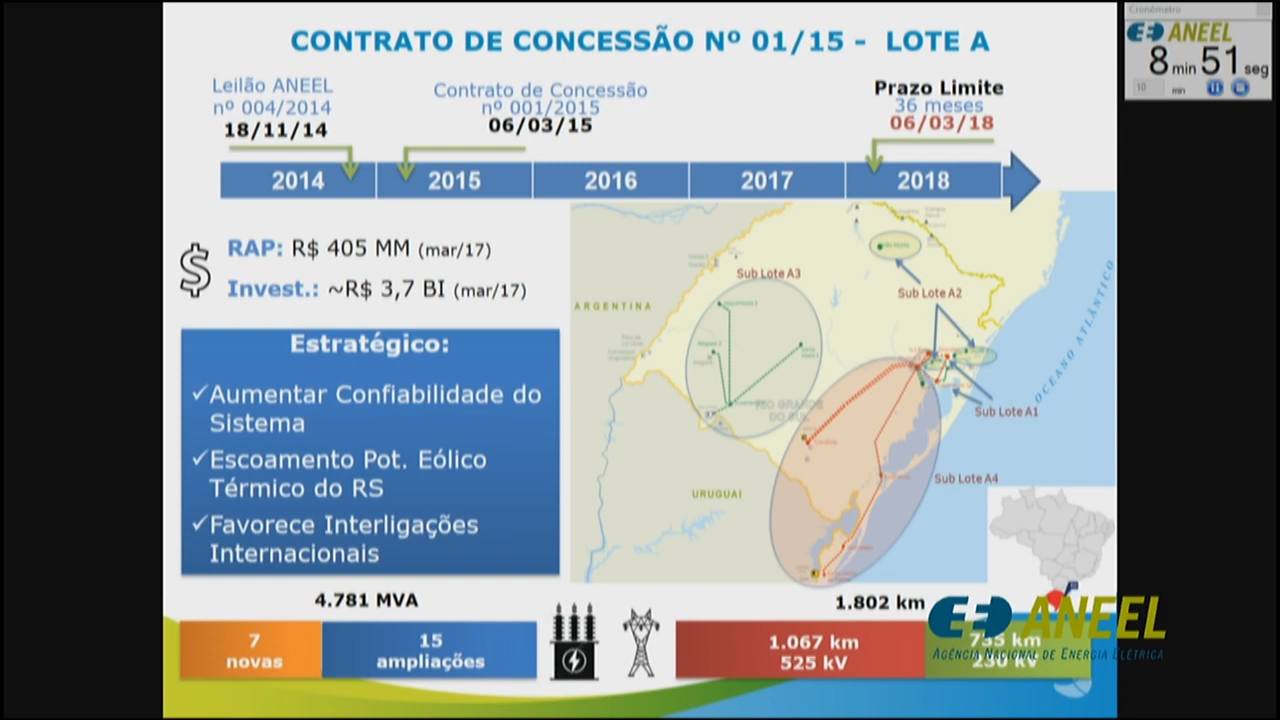 CONTRATO DE CONCESSÃO Nº 01/15 - LOTE A
Cronômetro
ANEEL
8 min 51 seg
10 min
Leilão ANEEL
nº 004/2014
18/11/14
Contrato de Concessão
nº 001/2015
06/03/15
Prazo Limite
36 meses
06/03/18
2014 2015 2016 2017 2018
RAP: R$ 405 MM (mar/17)
Invest.: ~R$ 3,7 BI (mar/17)
Estratégico:
✓Aumentar Confiabilidade do
Sistema
✓Escoamento Pot. Eólico
Térmico do RS
✓Favorece Interligações
Internacionais
Sub Lote A3
Sub Lote A2
ARGENTINA
OCEANO ATLÂNTICO
RIO GRANDE
DO SUL
Sub Lote A1
Sub Lote A4
URUGUAI
4.781 MVA
7
novas
15
ampliações
1.802 km
1.067 km
525 kV
735 km
230 kV
ANEEL
AGÊNCIA NACIONAL DE ENERGIA ELÉTRICA